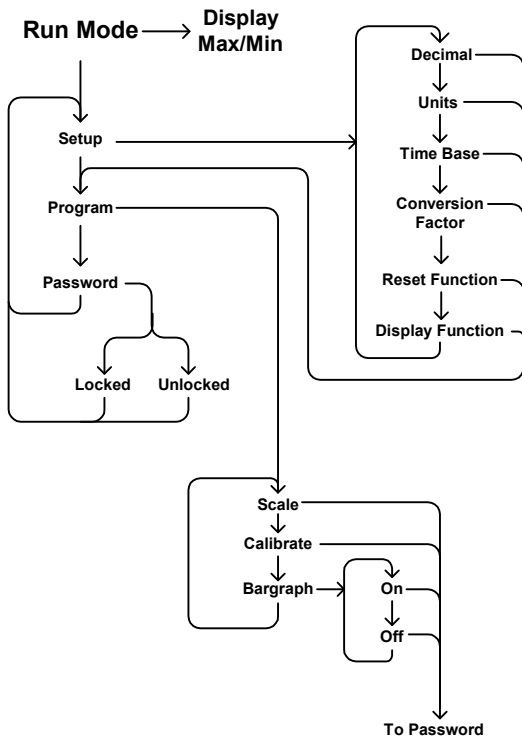 Run Mode
Display
Max/Min
Setup
Program
Password
Locked
Unlocked
Decimal
Units
Time Base
Conversion
Factor
Reset Function
Display Function
Scale
Calibrate
Bargraph
On
Off
To Password